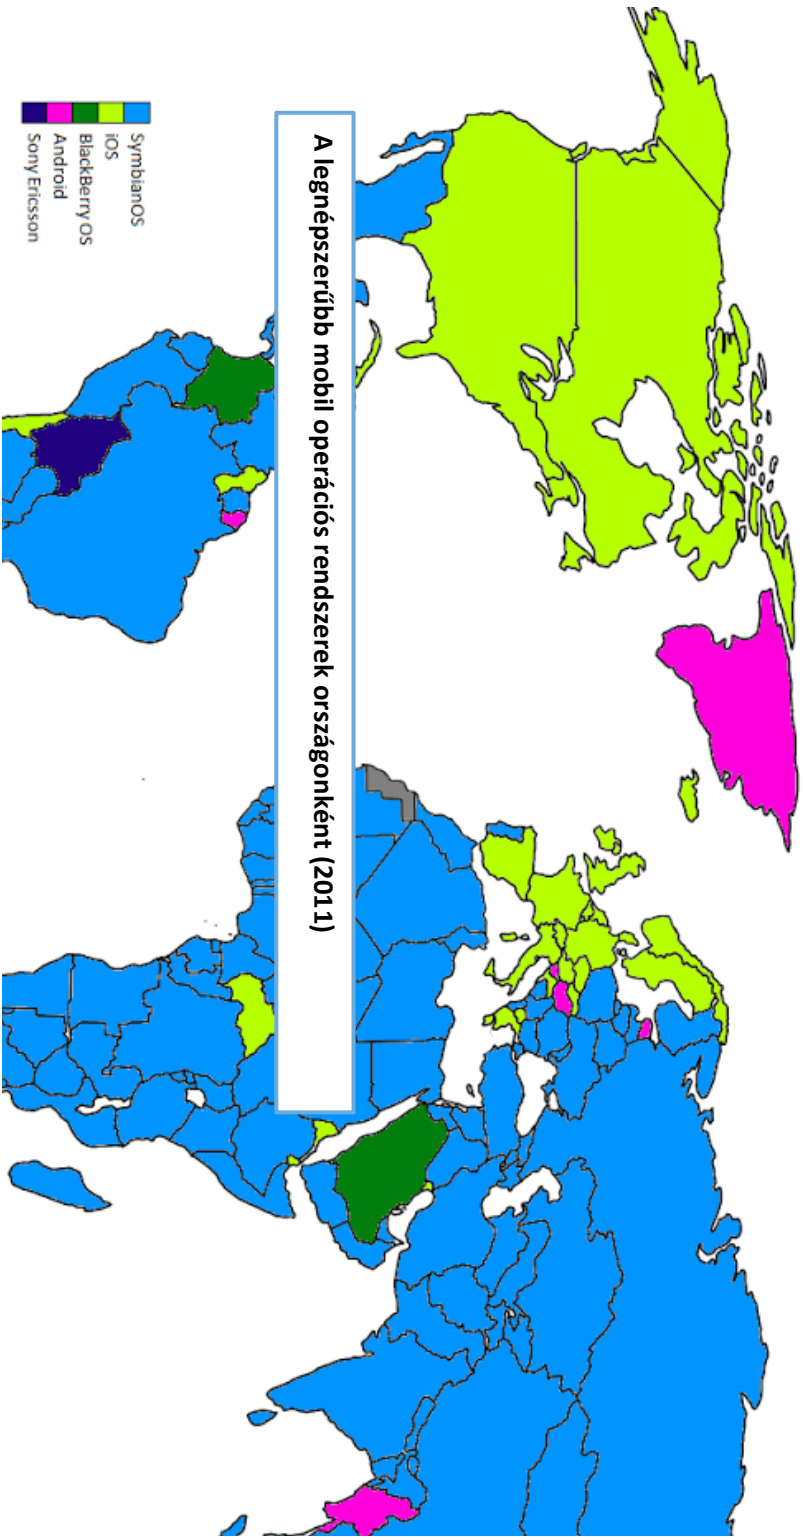 A legnépszerűbb mobil operációs rendszerek országonként (2011)
SymbianOS
iOS
BlackBerry OS
Android
Sony Ericsson